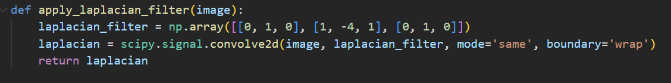 def apply_laplacian_filter(image):
    laplacian_filter = np.array([[0, 1, 0], [1, -4, 1], [0, 1, 0]])
    laplacian = scipy.signal.convolve2d(image, laplacian_filter, mode='same', boundary='wrap')
    return laplacian